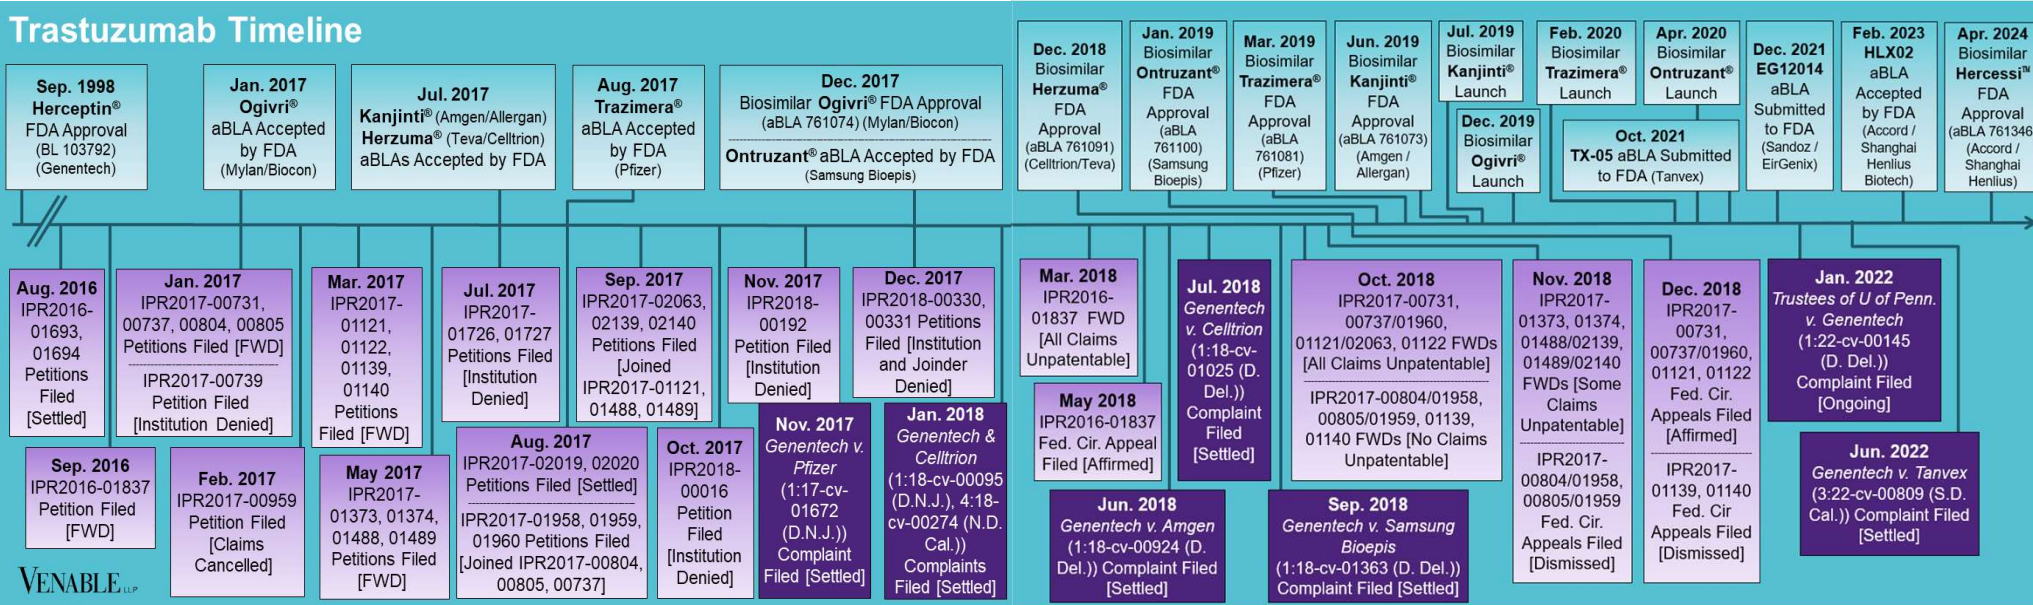 Trastuzumab Timeline
Sep. 1998
Herceptin®
FDA Approval
(BL 103792)
(Genentech)
Jan. 2017
Ogivri®
aBLA Accepted
by FDA
(Mylan/Biocon)
Jul. 2017
Kanjinti® (Amgen/Allergan)
Herzuma® (Teva/Celltrion)
aBLAs Accepted by FDA
Aug. 2017
Trazimera®
aBLA Accepted
by FDA
(Pfizer)
Dec. 2017
Biosimilar Ogivri® FDA Approval
(aBLA 761074) (Mylan/Biocon)
Ontruzant® aBLA Accepted by FDA
(Samsung Bioepis)
Dec. 2018
Biosimilar
Herzuma®
FDA
Approval
(aBLA 761091)
(Celltrion/Teva)
Jan. 2019
Biosimilar
Ontruzant®
FDA
Approval
(aBLA
761100)
(Samsung
Bioepis)
Mar. 2019
Biosimilar
Trazimera®
FDA
Approval
(aBLA
761081)
(Pfizer)
Jun. 2019
Biosimilar
Kanjinti®
FDA
Approval
(aBLA 761073)
(Amgen /
Allergan)
Jul. 2019
Biosimilar
Kanjinti®
Launch
Dec. 2019
Biosimilar
Ogivri®
Launch
Feb. 2020
Biosimilar
Trazimera®
Launch
Apr. 2020
Biosimilar
Ontruzant®
Launch
Oct. 2021
TX-05 aBLA Submitted
to FDA (Tanvex)
Dec. 2021
EG12014
aBLA
Submitted
to FDA
(Sandoz /
EirGenix)
Feb. 2023
HLX02
aBLA
Accepted
by FDA
(Accord /
Shanghai
Henlius
Biotech)
Apr. 2024
Biosimilar
Hercessi™
FDA
Approval
(aBLA 761346
(Accord /
Shanghai
Henlius)
Aug. 2016
IPR2016-
01693,
01694
Petitions
Filed
[Settled]
Sep. 2016
IPR2016-01837
Petition Filed
[FWD]
Jan. 2017
IPR2017-00731,
00737, 00804, 00805
Petitions Filed [FWD]
IPR2017-00739
Petition Filed
[Institution Denied]
Feb. 2017
IPR2017-00959
Petition Filed
[Claims
Cancelled]
Mar. 2017
IPR2017-
01121,
01122,
01139,
01140
Petitions
Filed [FWD]
May 2017
IPR2017-
01373, 01374,
01488, 01489
Petitions Filed
[FWD]
Jul. 2017
IPR2017-
01726, 01727
Petitions Filed
[Institution
Denied]
Aug. 2017
IPR2017-02019, 02020
Petitions Filed [Settled]
IPR2017-01958, 01959,
01960 Petitions Filed
[Joined IPR2017-00804,
00805, 00737]
Sep. 2017
IPR2017-02063,
02139, 02140
Petitions Filed
[Joined
IPR2017-01121,
01488, 01489]
Oct. 2017
IPR2018-
00016
Petition
Filed
[Institution
Denied]
Nov. 2017
IPR2018-
00192
Petition Filed
[Institution
Denied]
Nov. 2017
Genentech v.
Pfizer
(1:17-cv-
01672
(D.N.J.))
Complaint
Filed [Settled]
Dec. 2017
IPR2018-00330,
00331 Petitions
Filed [Institution
and Joinder
Denied]
Jan. 2018
Genentech &
Celltrion
(1:18-cv-00095
(D.N.J.), 4:18-
cv-00274 (N.D.
Cal.))
Complaints
Filed [Settled]
Mar. 2018
IPR2016-
01837 FWD
[All Claims
Unpatentable]
May 2018
IPR2016-01837
Fed. Cir. Appeal
Filed [Affirmed]
Jun. 2018
Genentech v. Amgen
(1:18-cv-00924 (D.
Del.)) Complaint Filed
[Settled]
Jul. 2018
Genentech
v. Celltrion
(1:18-cv-
01025 (D.
Del.))
Complaint
Filed
[Settled]
Sep. 2018
Genentech v. Samsung
Bioepis
(1:18-cv-01363 (D. Del.))
Complaint Filed [Settled]
Oct. 2018
IPR2017-00731,
00737/01960,
01121/02063, 01122 FWDs
[All Claims Unpatentable]
IPR2017-00804/01958,
00805/01959, 01139,
01140 FWDs [No Claims
Unpatentable]
Nov. 2018
IPR2017-
01373, 01374,
01488/02139,
01489/02140
FWDs [Some
Claims
Unpatentable]
IPR2017-
00804/01958,
00805/01959
Fed. Cir.
Appeals Filed
[Dismissed]
Dec. 2018
IPR2017-
00731,
00737/01960,
01121, 01122
Fed. Cir.
Appeals Filed
[Affirmed]
IPR2017-
01139, 01140
Fed. Cir
Appeals Filed
[Dismissed]
Jan. 2022
Trustees of U of Penn.
v. Genentech
(1:22-cv-00145
(D. Del.))
Complaint Filed
[Ongoing]
Jun. 2022
Genentech v. Tanvex
(3:22-cv-00809 (S.D.
Cal.)) Complaint Filed
[Settled]
VENABLE LLP